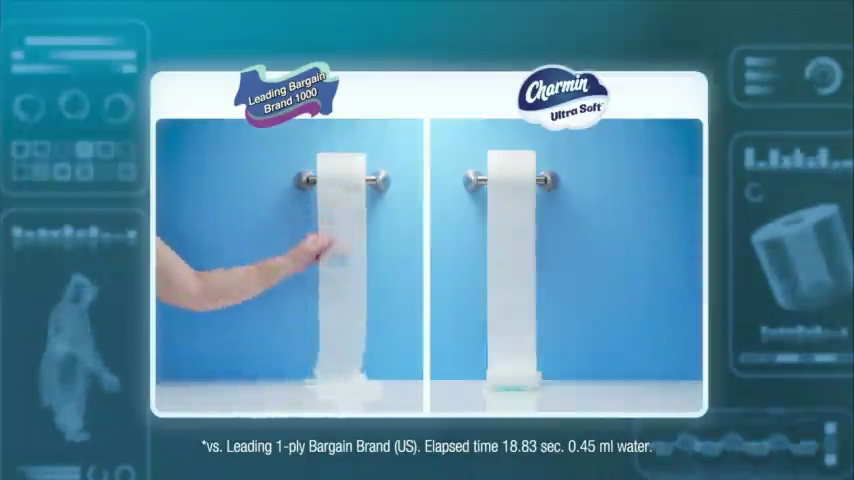 Leading Bargain
Brand 1000
Charmin
Ultra Soft
*vs. Leading 1-ply Bargain Brand (US). Elapsed time 18.83 sec. 0.45 ml water.